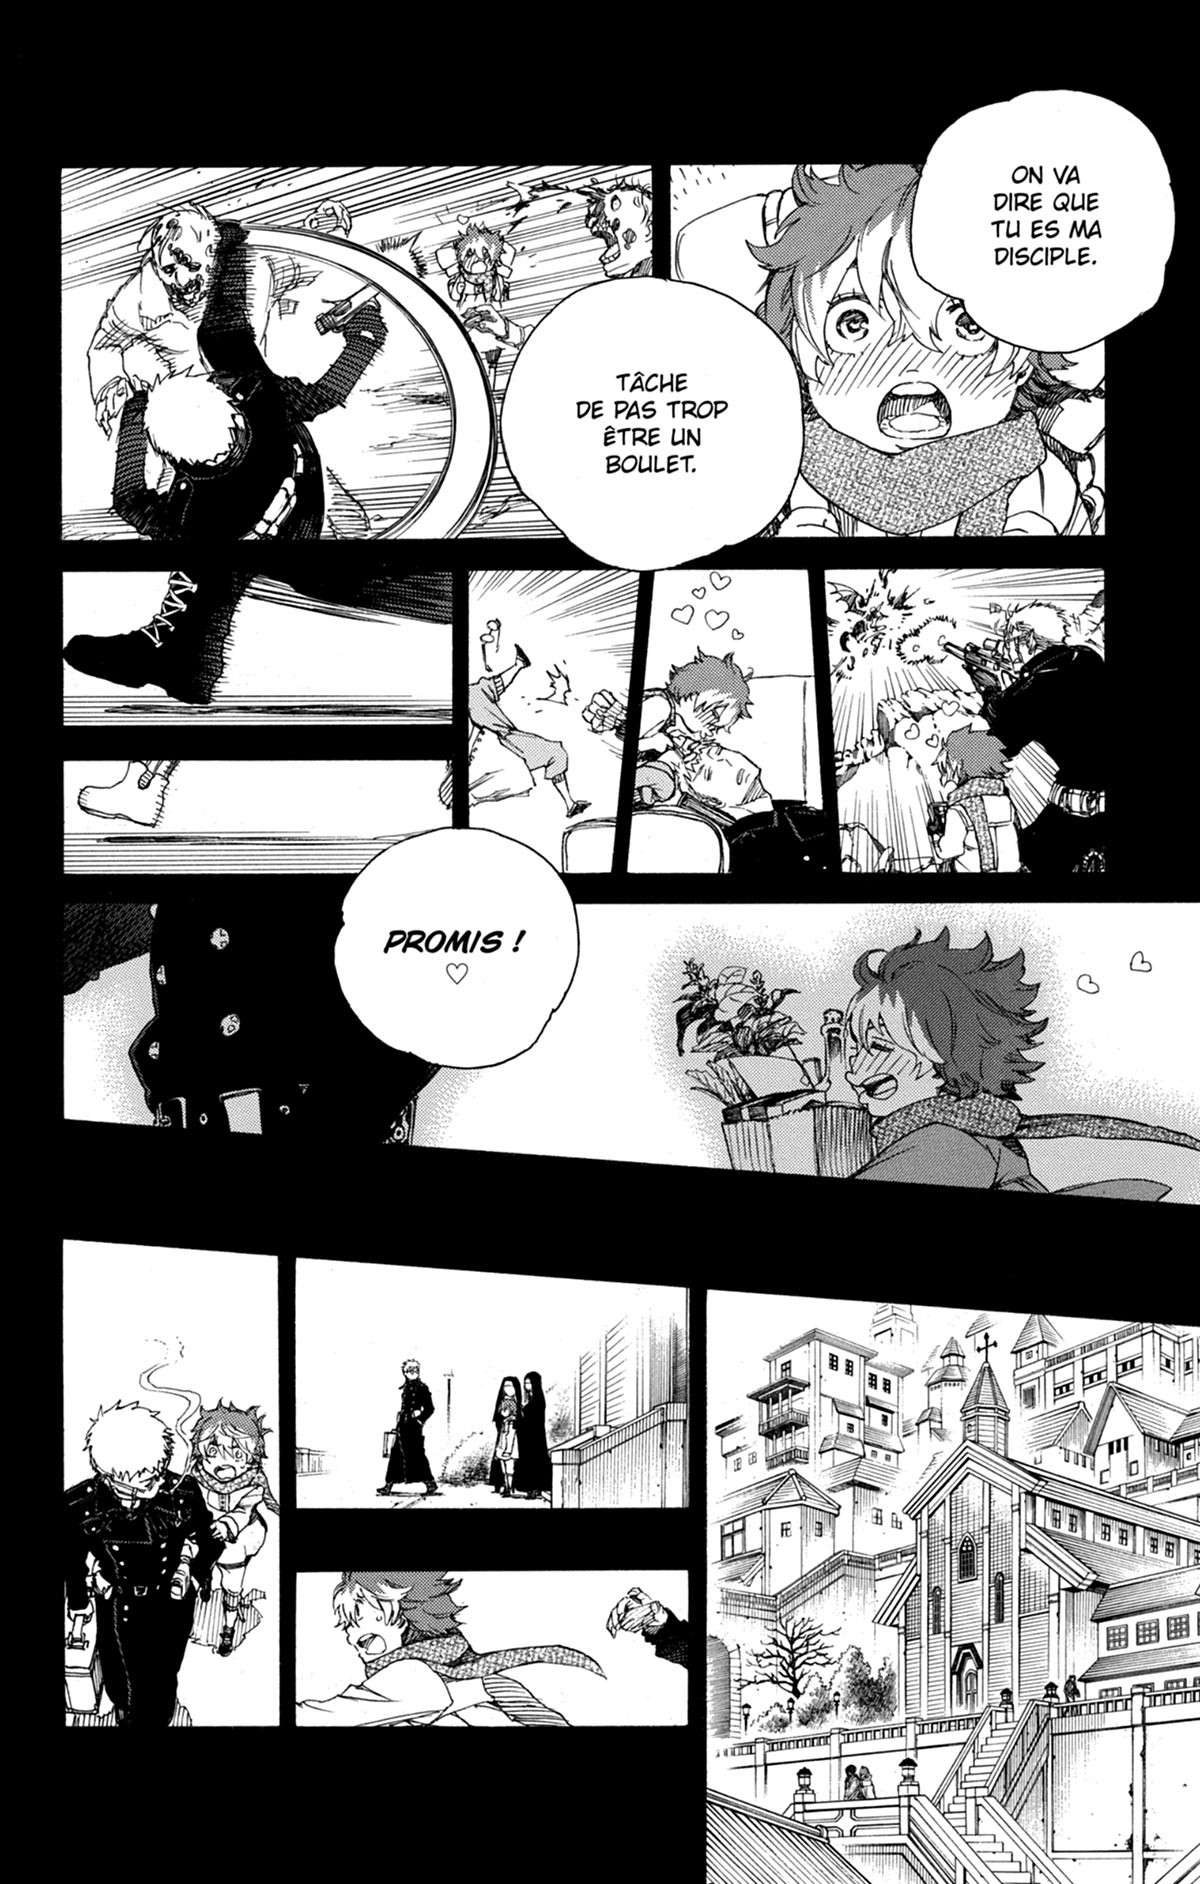 ON VA
DIRE QUE
TU ES MA
DISCIPLE.
TÂCHE
DE PAS TROP
ÊTRE UN
BOULET.
PROMIS !
♡